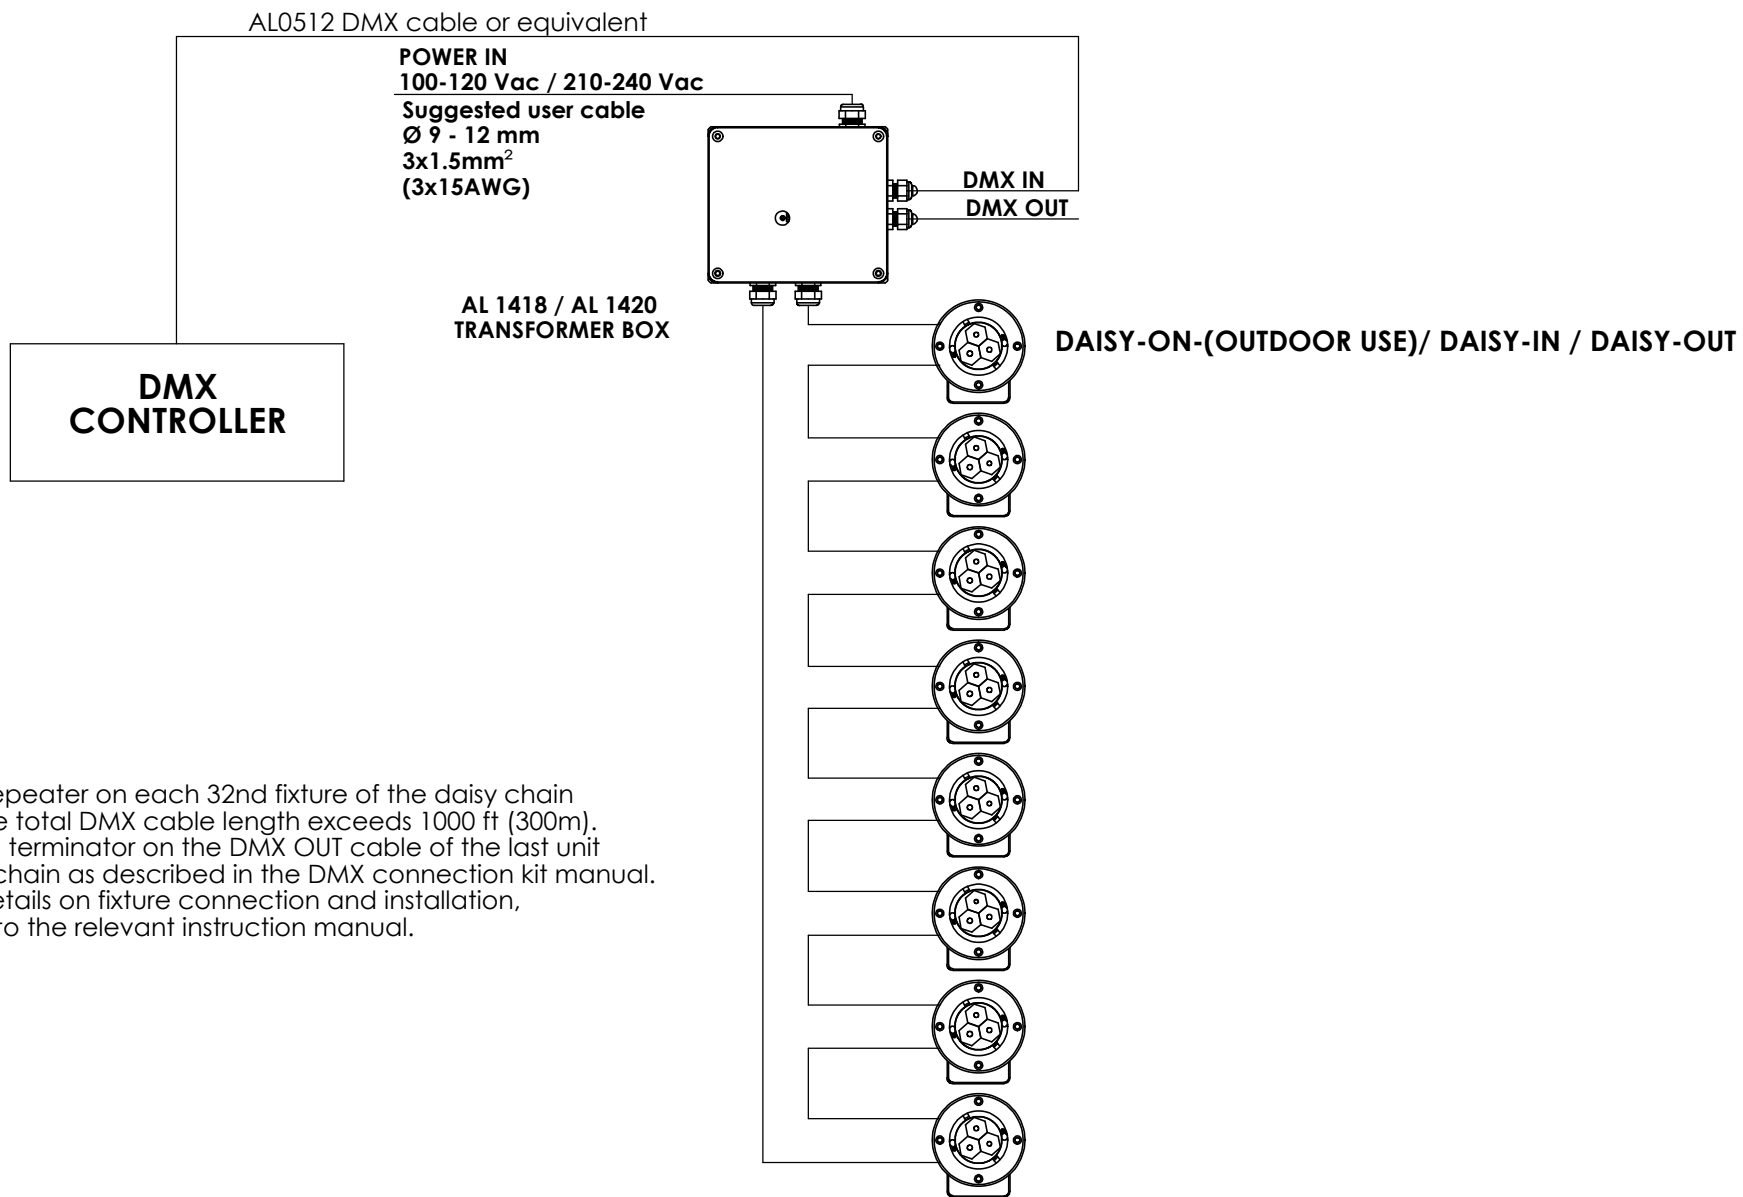 AL0512 DMX cable or equivalent
POWER IN
100-120 Vac / 210-240 Vac
Suggested user cable
Ø 9 - 12 mm
3x1.5mm²
(3x15AWG)
DMX IN
DMX OUT
AL 1418 / AL 1420
TRANSFORMER BOX
DAISY-ON-(OUTDOOR USE)/ DAISY-IN / DAISY-OUT
DMX
CONTROLLER
on each 32nd fixture of the daisy chain
total DMX cable length exceeds 1000 ft (300m).
terminator on the DMX OUT cable of the last unit
chain as described in the DMX connection kit manual.
on fixture connection and installation,
to the relevant instruction manual.